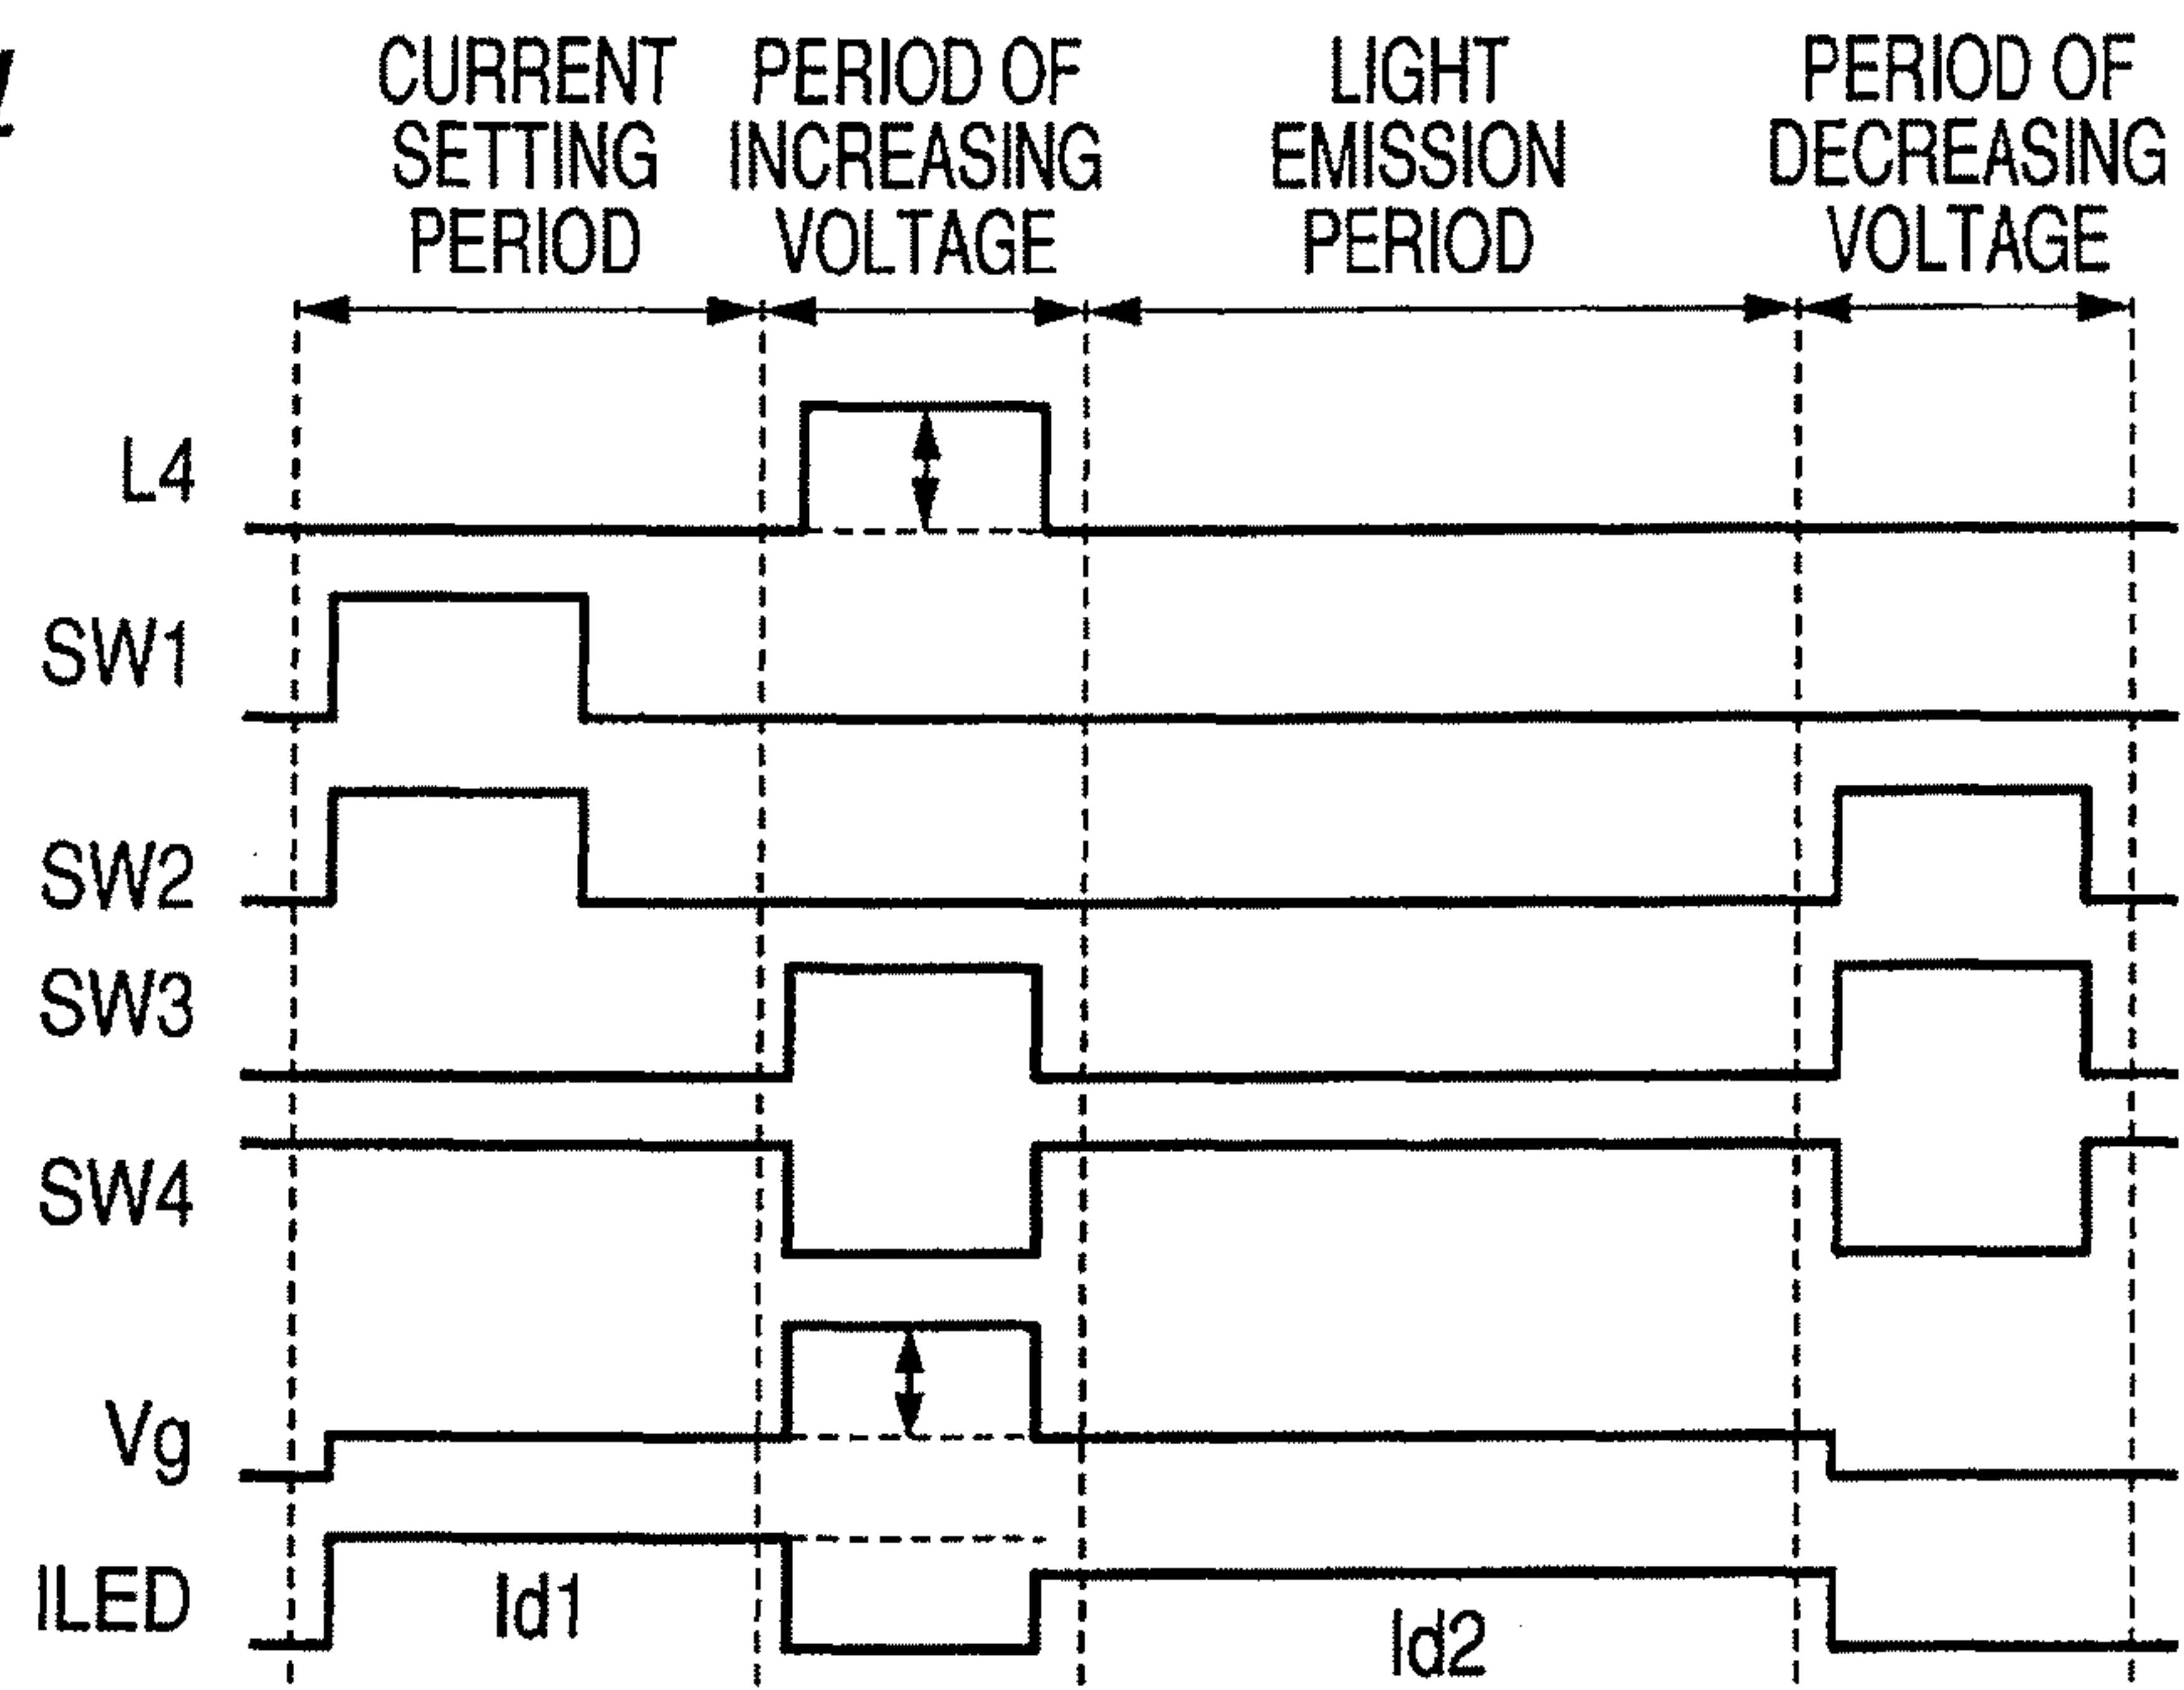 CURRENT SETTING PERIOD
PERIOD OF INCREASING VOLTAGE
LIGHT EMISSION PERIOD
PERIOD OF DECREASING VOLTAGE
L4
SW1
SW2
SW3
SW4
Vg
ILED
Id1
Id2